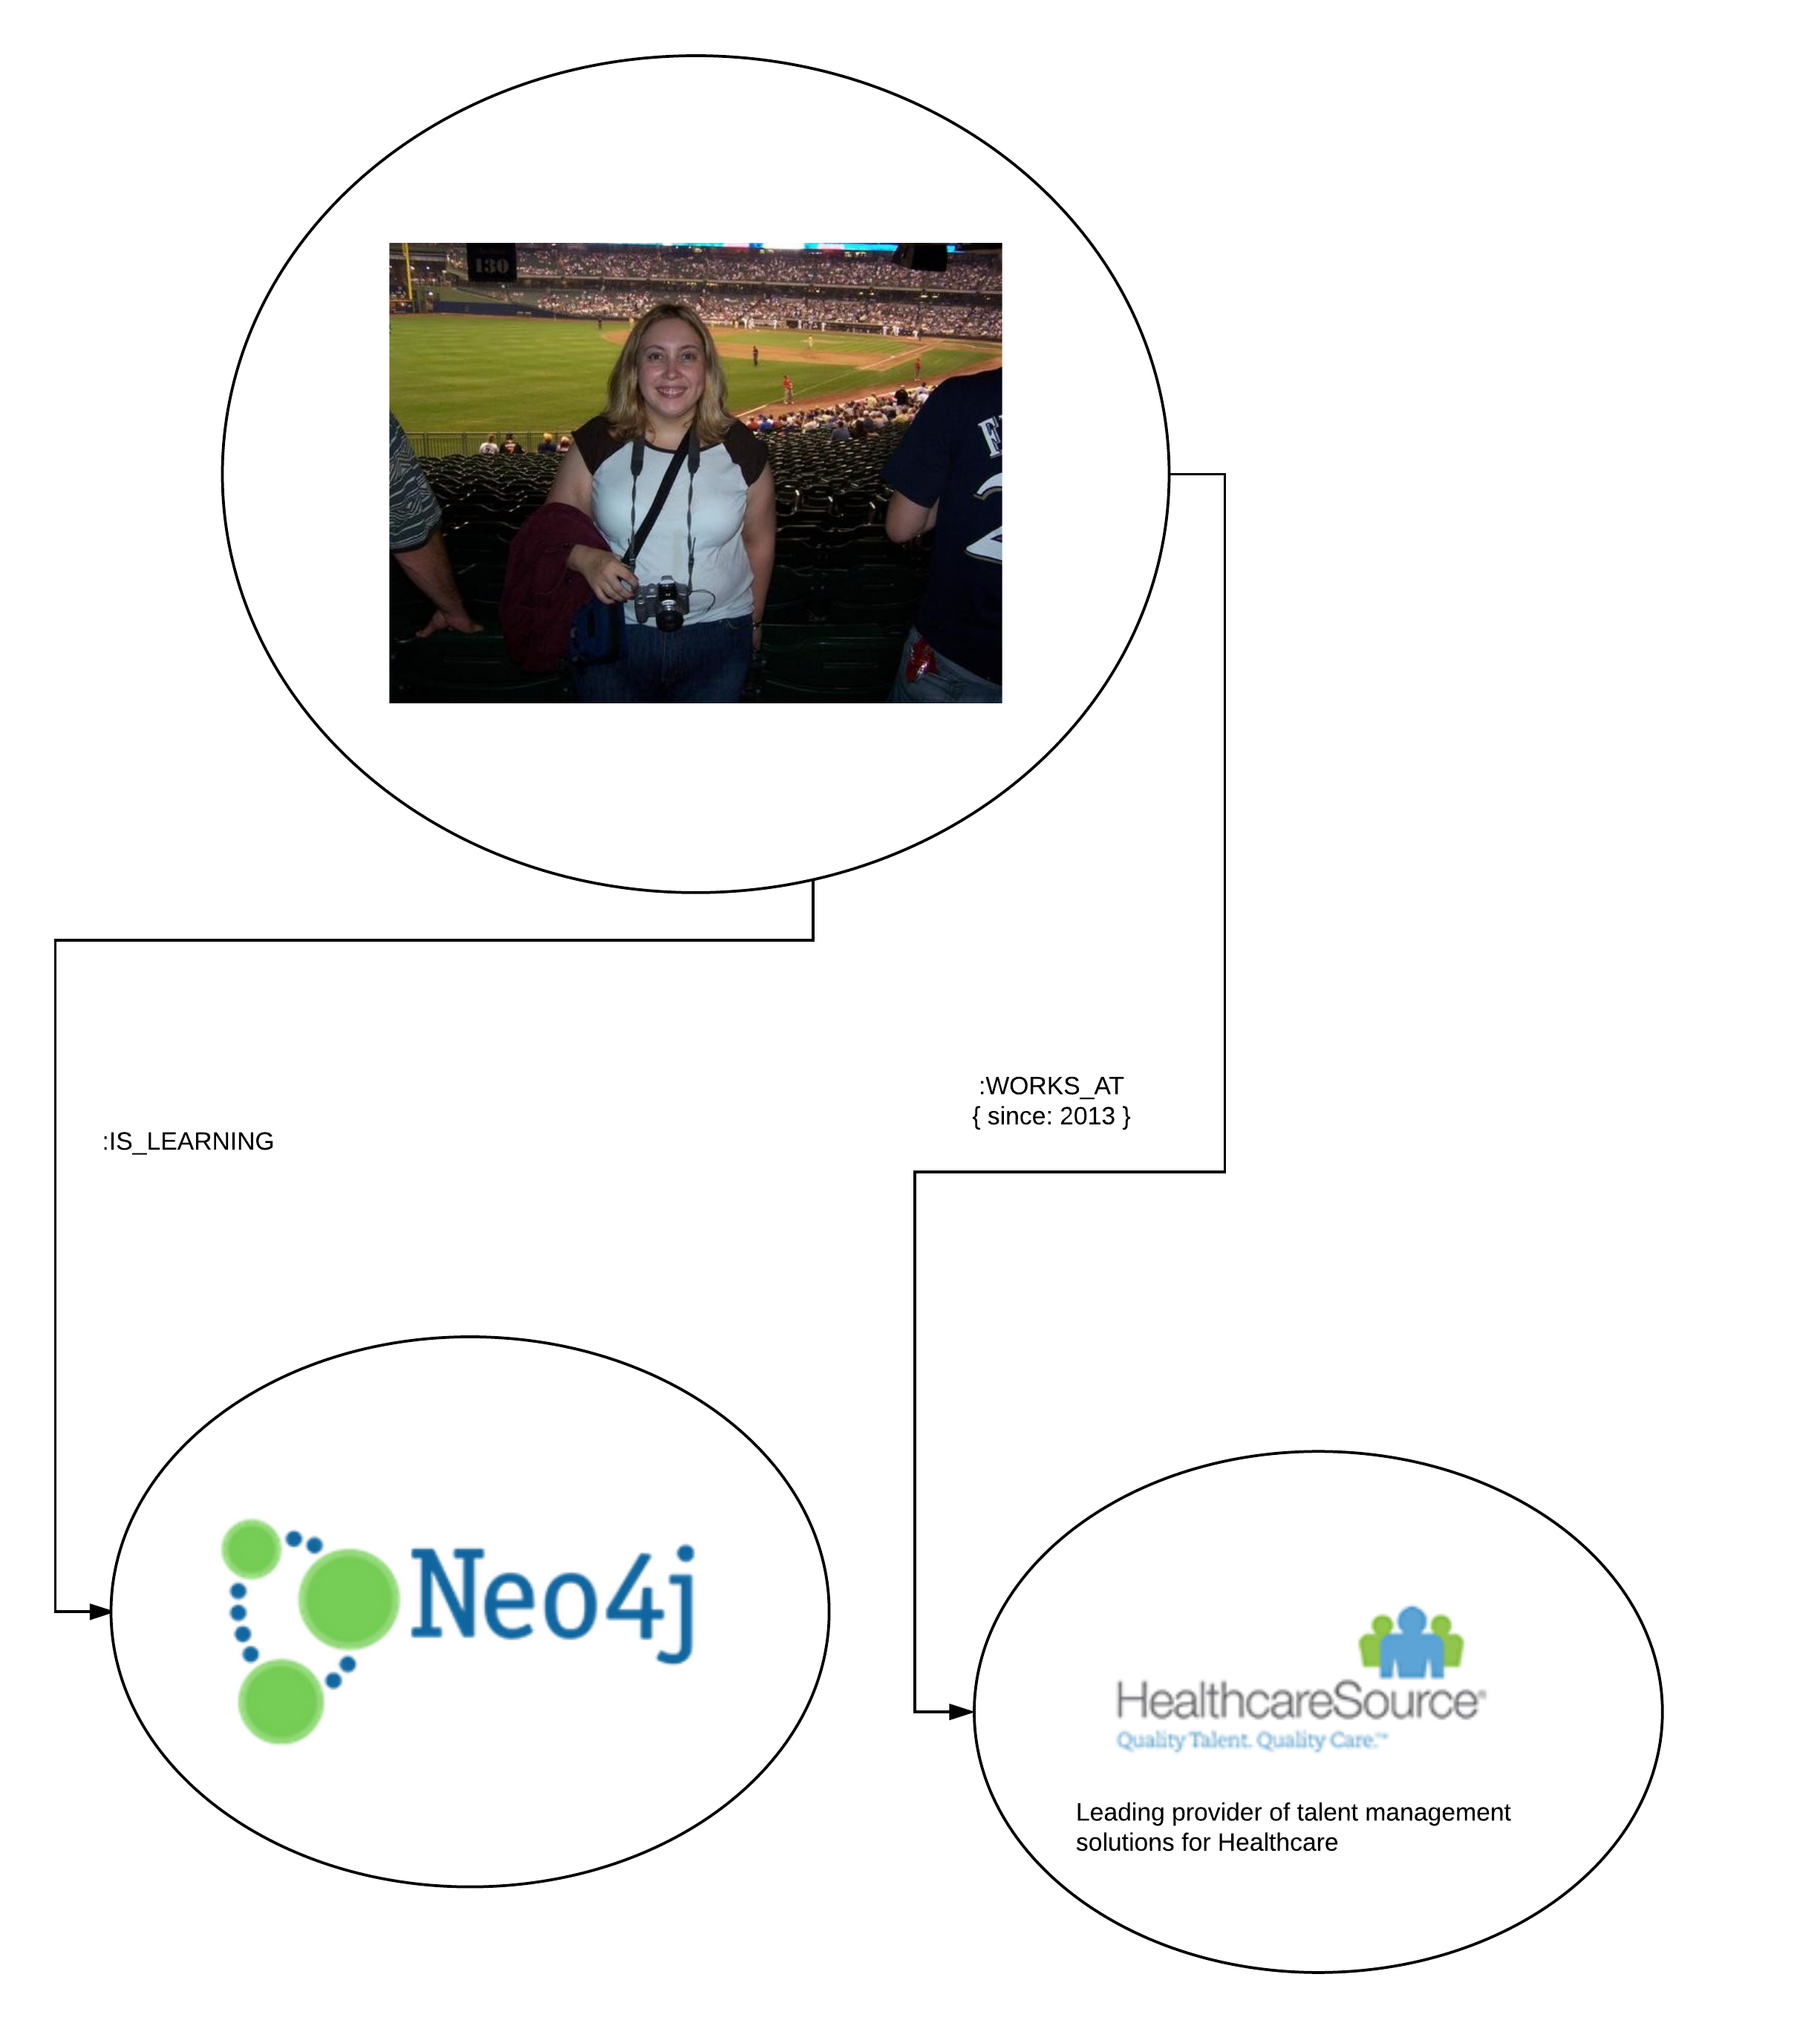 130
:WORKS_AT
{ since: 2013 }
:IS_LEARNING
Neo4j
HealthcareSource®
Quality Talent. Quality Care.™
Leading provider of talent management
solutions for Healthcare